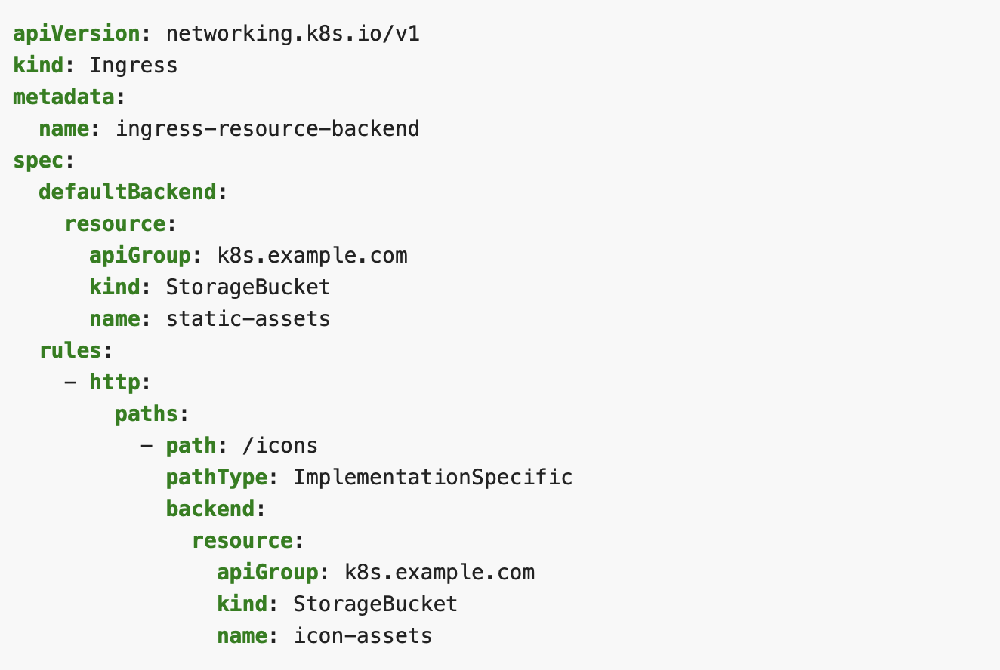 apiVersion: networking.k8s.io/v1
kind: Ingress
metadata:
  name: ingress-resource-backend
spec:
  defaultBackend:
    resource:
      apiGroup: k8s.example.com
      kind: StorageBucket
      name: static-assets
  rules:
    - http:
        paths:
          - path: /icons
            pathType: ImplementationSpecific
            backend:
              resource:
                apiGroup: k8s.example.com
                kind: StorageBucket
                name: icon-assets